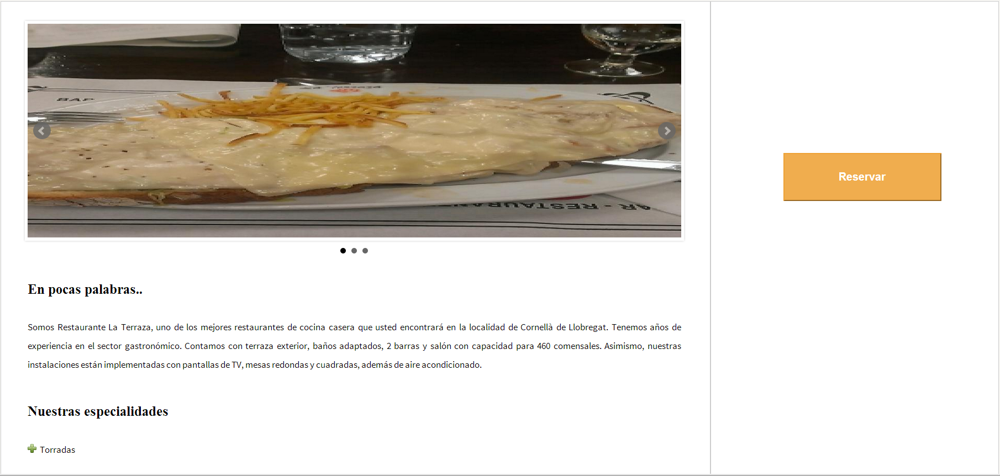 BAR
AR - RESTAURANT
Reservar
En pocas palabras..
Somos Restaurante La Terraza, uno de los mejores restaurantes de cocina casera que usted encontrará en la localidad de Cornellà de Llobregat. Tenemos años de
experiencia en el sector gastronómico. Contamos con terraza exterior, baños adaptados, 2 barras y salón con capacidad para 460 comensales. Asimismo, nuestras
instalaciones están implementadas con pantallas de TV, mesas redondas y cuadradas, además de aire acondicionado.
Nuestras especialidades
Torradas